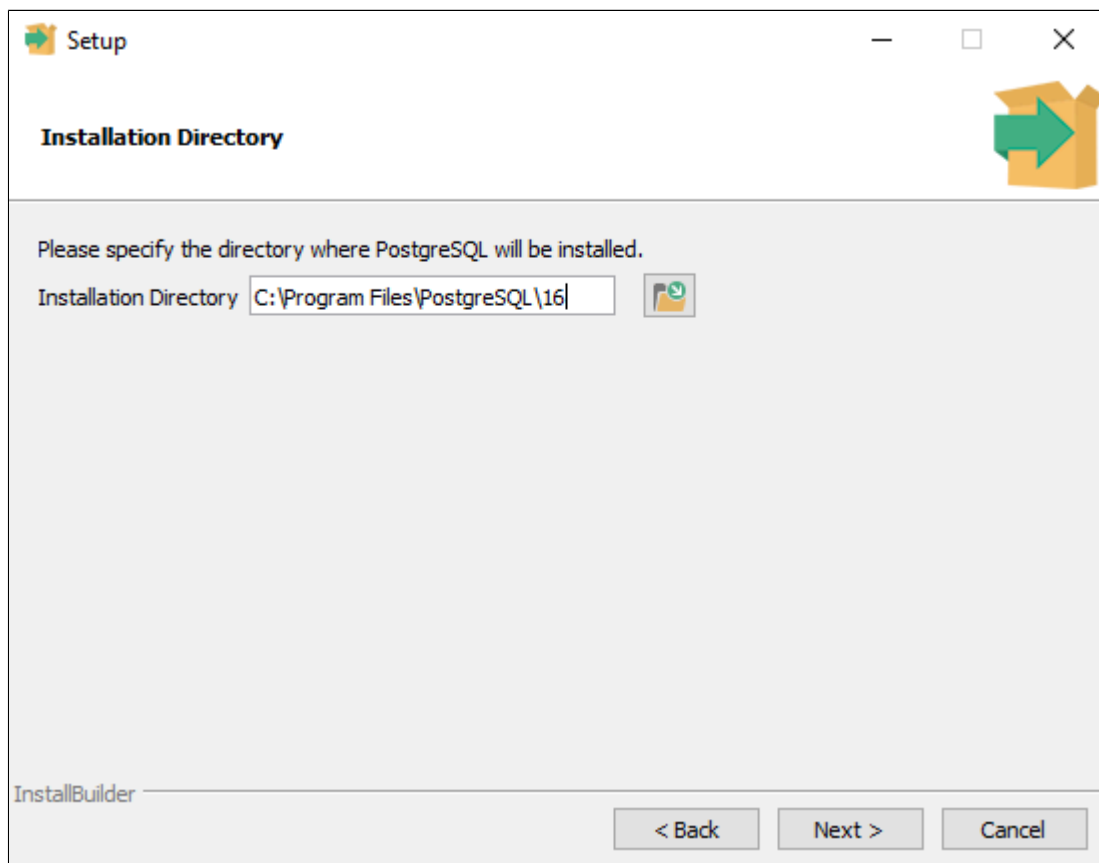 Setup
Installation Directory
Please specify the directory where PostgreSQL will be installed.
Installation Directory C:\Program Files\PostgreSQL\16
InstallBuilder
< Back Next > Cancel